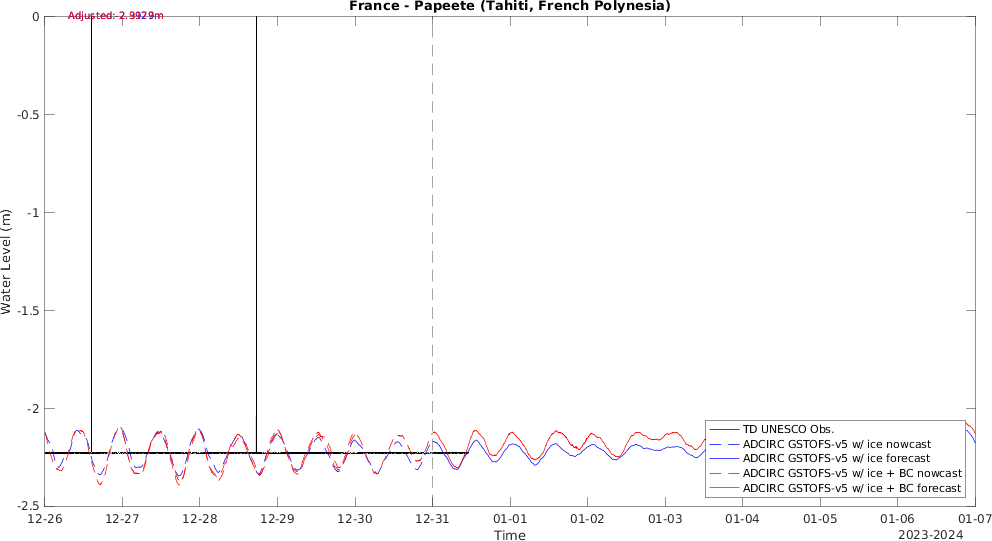 France - Papeete (Tahiti, French Polynesia)
Adjusted:
0
-0.5
-1
-1.5
-2
-2.5
Water Level (m)
12-26
12-27
12-28
12-29
12-30
12-31
01-01
01-02
01-03
01-04
01-05
01-06
01-07
Time
2023-2024
TD UNESCO Obs.
ADCIRC GSTOFS-v5 w/ ice nowcast
ADCIRC GSTOFS-v5 w/ ice forecast
ADCIRC GSTOFS-v5 w/ ice + BC nowcast
ADCIRC GSTOFS-v5 w/ ice + BC forecast